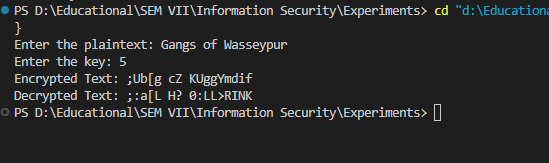 PS D:\Educational\SEM VII\Information Security\Experiments> cd "d:\Educationa
}
Enter the plaintext: Gangs of Wasseypur
Enter the key: 5
Encrypted Text: ;Ub[g cZ KUggYmdif
Decrypted Text: ;:a[L H? 0:LL>RINK
PS D:\Educational\SEM VII\Information Security\Experiments>